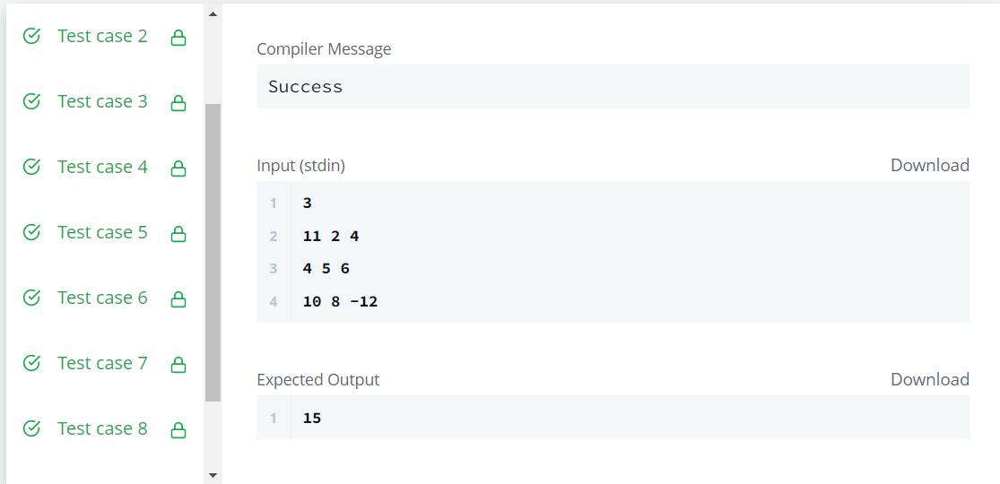 Test case 2
Test case 3
Test case 4
Test case 5
Test case 6
Test case 7
Test case 8
Compiler Message
Success
Input (stdin) Download
1 3
2 11 2 4
3 4 5 6
4 10 8 -12
Expected Output Download
1 15